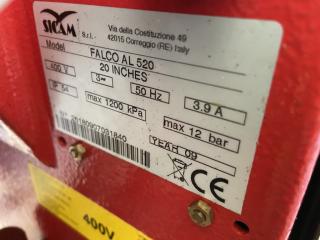 SICAM
S.r.l.
Via della Costituzione 49
42015 Correggio (RE) Italy
Model
FALCO AL 520
20 INCHES
400 V
3~
50 Hz
3.9 A
IP 54
max 1200 kPa
max 12 bar
YEAR 09
CE
400V